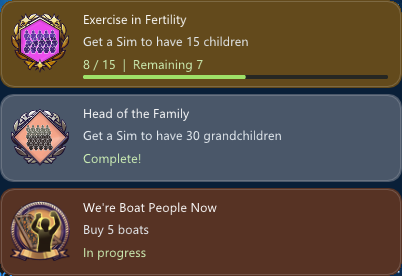 Exercise in Fertility
Get a Sim to have 15 children
8 / 15 | Remaining 7
Head of the Family
Get a Sim to have 30 grandchildren
Complete!
We're Boat People Now
Buy 5 boats
In progress